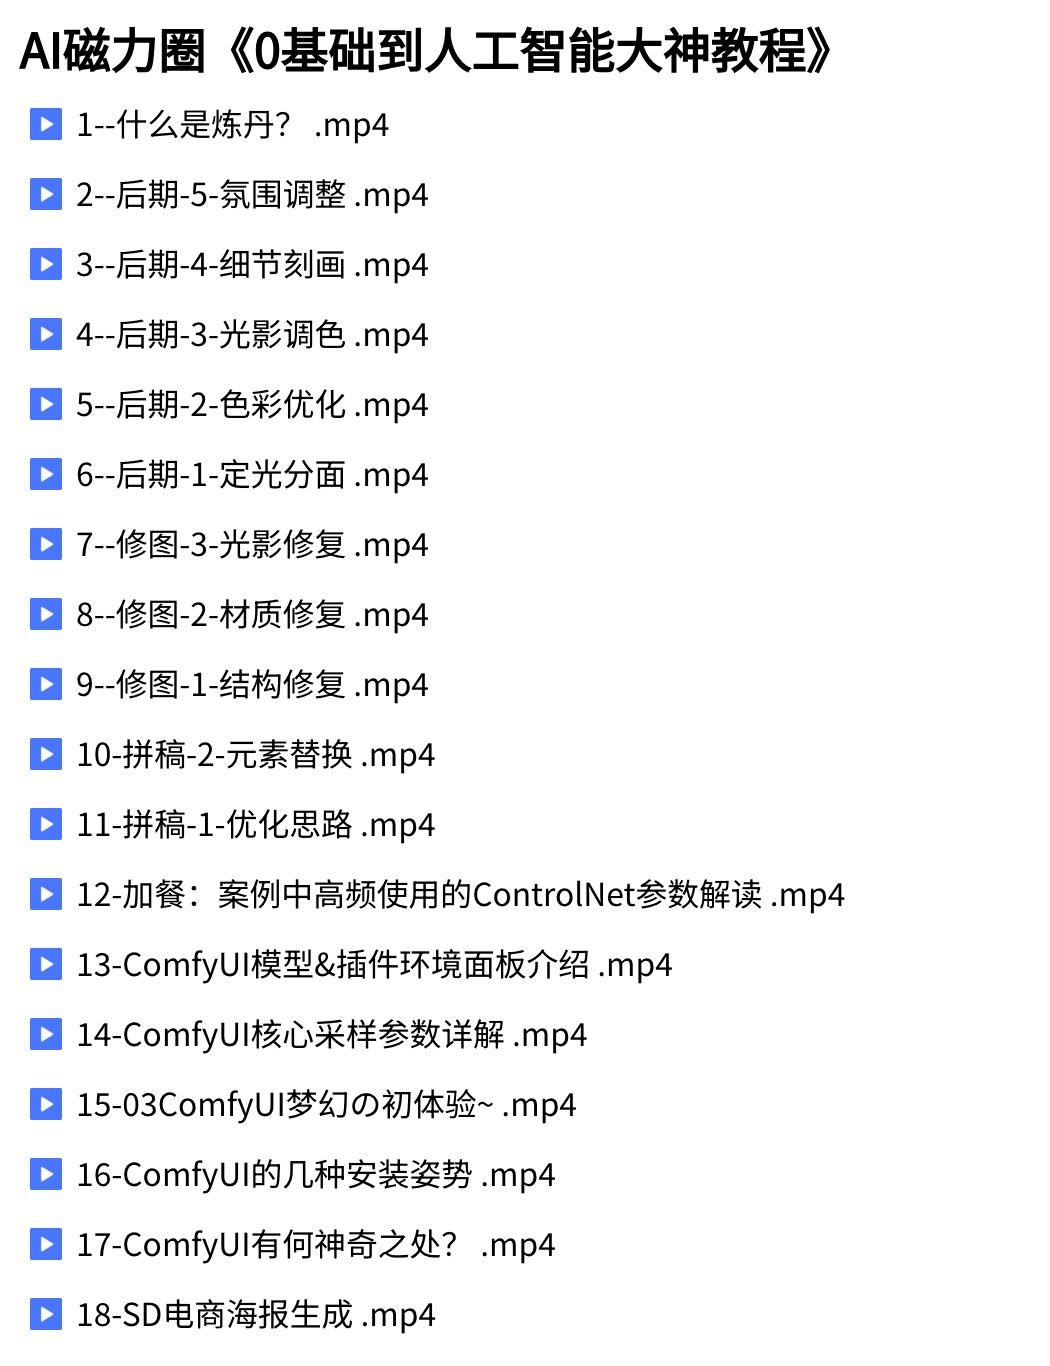 AI磁力圈《0基础到人工智能大神教程》
1--什么是炼丹？ .mp4
2--后期-5-氛围调整 .mp4
3--后期-4-细节刻画 .mp4
4--后期-3-光影调色 .mp4
5--后期-2-色彩优化 .mp4
6--后期-1-定光分面 .mp4
7--修图-3-光影修复 .mp4
8--修图-2-材质修复 .mp4
9--修图-1-结构修复 .mp4
10-拼稿-2-元素替换 .mp4
11-拼稿-1-优化思路 .mp4
12-加餐：案例中高频使用的ControlNet参数解读 .mp4
13-ComfyUI模型&插件环境面板介绍 .mp4
14-ComfyUI核心采样参数详解 .mp4
15-03ComfyUI梦幻の初体验~ .mp4
16-ComfyUI的几种安装姿势 .mp4
17-ComfyUI有何神奇之处？ .mp4
18-SD电商海报生成 .mp4